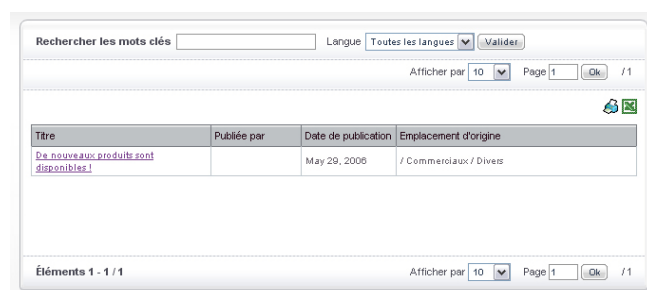 Rechercher les mots clés Langue Toutes les langues Valider
Afficher par 10 Page 1 Ok /1
Titre Publiée par Date de publication Emplacement d'origine
De nouveaux produits sont May 29, 2006 / Commerciaux / Divers
disponibles !
Éléments 1 - 1 / 1 Afficher par 10 Page 1 Ok /1